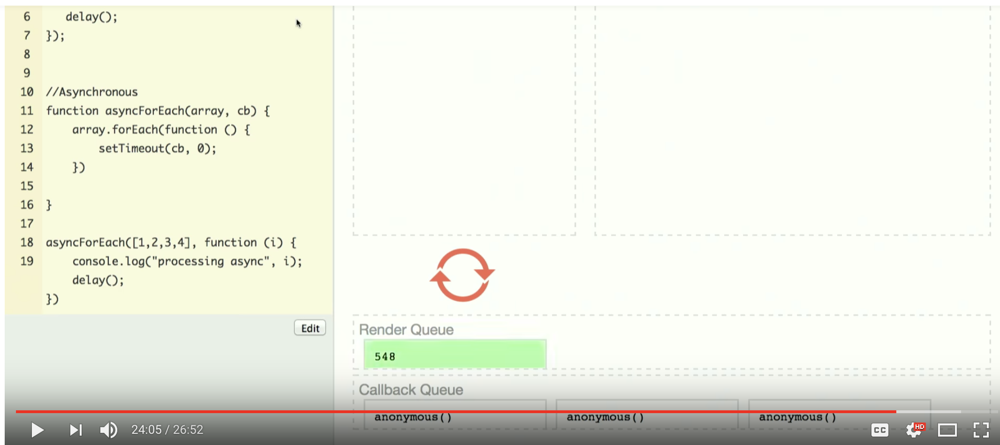 6 delay();
7 });
8
9
10 //Asynchronous
11 function asyncForEach(array, cb) {
12 array.forEach(function () {
13 setTimeout(cb, 0);
14 })
15
16 }
17
18 asyncForEach([1,2,3,4], function (i) {
19 console.log("processing async", i);
delay();
})
Edit
Render Queue
548
Callback Queue
anonymous() anonymous() anonymous()
24:05 / 26:52 CC HD